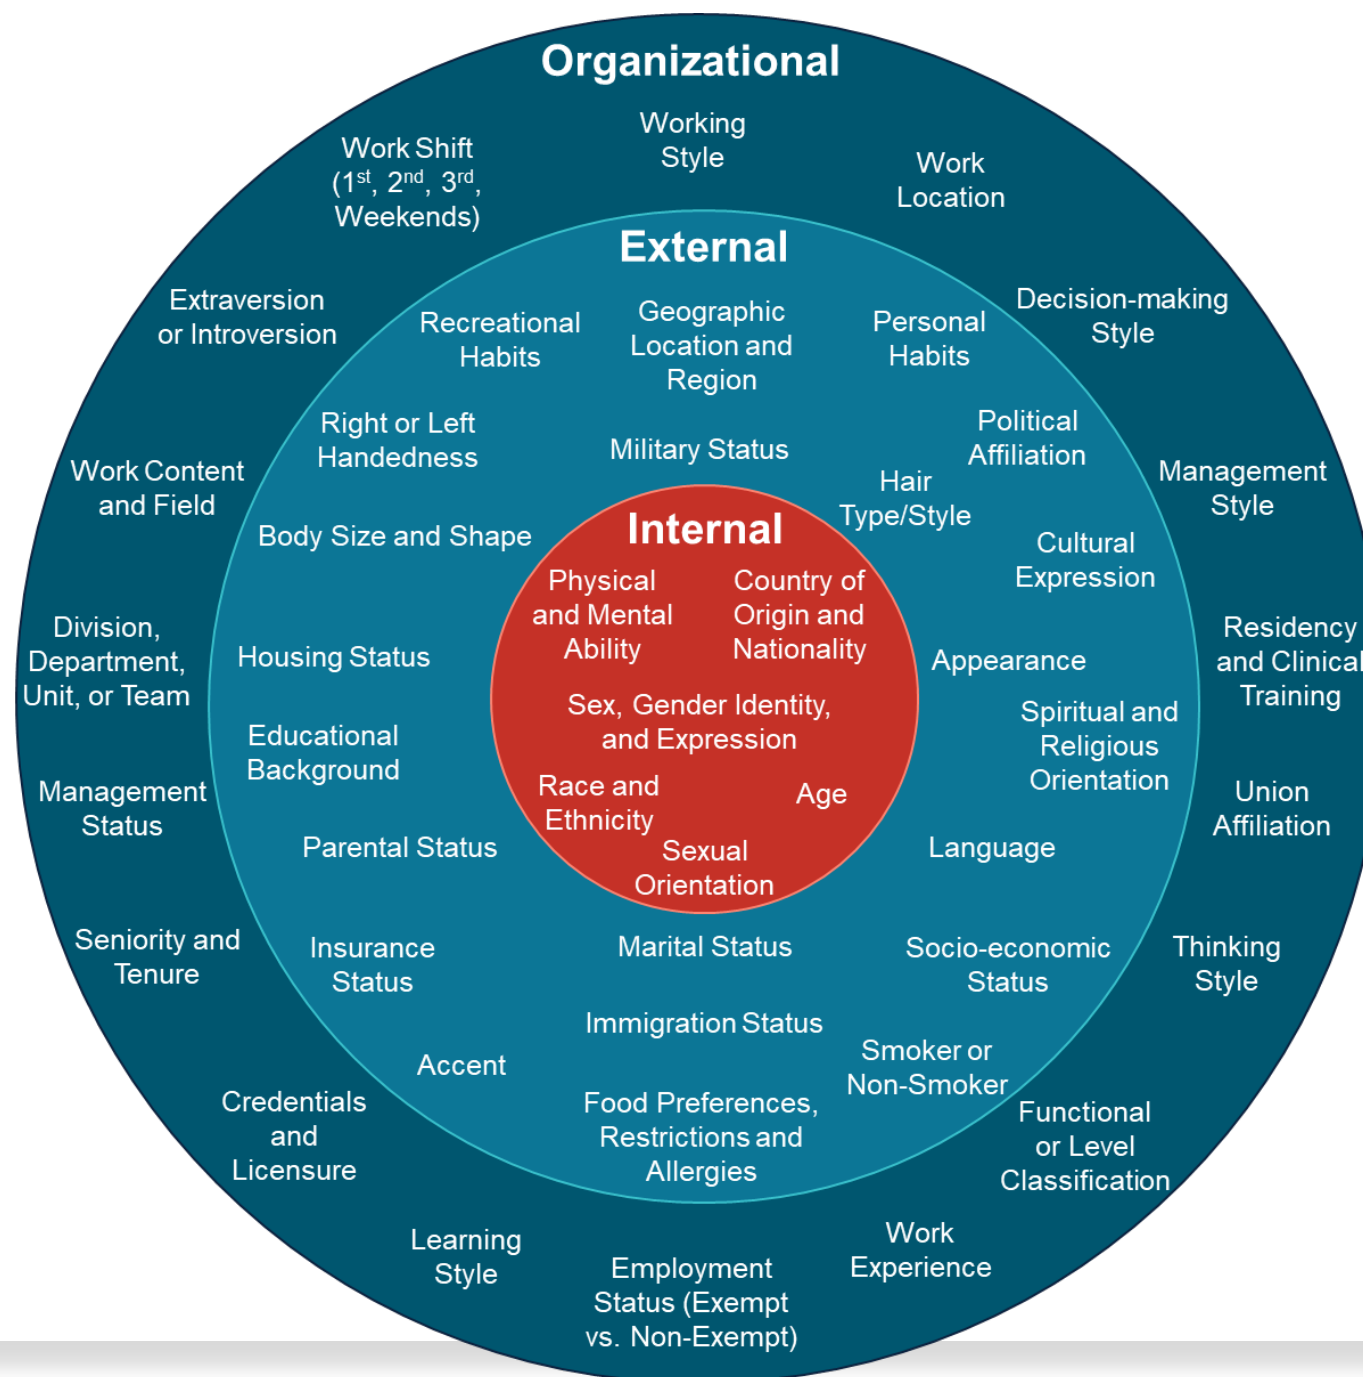 Organizational
Working
Style
Work Shift
(1st, 2nd, 3rd,
Weekends)
Work
Location
Extraversion
or Introversion
Decision-making
Style
Work Content
and Field
Management
Style
Division,
Department,
Unit, or Team
Residency
and Clinical
Training
Management
Status
Union
Affiliation
Seniority and
Tenure
Thinking
Style
Credentials
and
Licensure
Functional
or Level
Classification
Learning
Style
Employment
Status (Exempt
vs. Non-Exempt)
Work
Experience
External
Recreational
Habits
Geographic
Location and
Region
Personal
Habits
Right or Left
Handedness
Military Status
Political
Affiliation
Hair
Type/Style
Body Size and Shape
Cultural
Expression
Housing Status
Appearance
Educational
Background
Spiritual and
Religious
Orientation
Parental Status
Language
Insurance
Status
Marital Status
Socio-economic
Status
Immigration Status
Accent
Smoker or
Non-Smoker
Food Preferences,
Restrictions and
Allergies
Internal
Physical
and Mental
Ability
Country of
Origin and
Nationality
Sex, Gender Identity,
and Expression
Race and
Ethnicity
Age
Sexual
Orientation